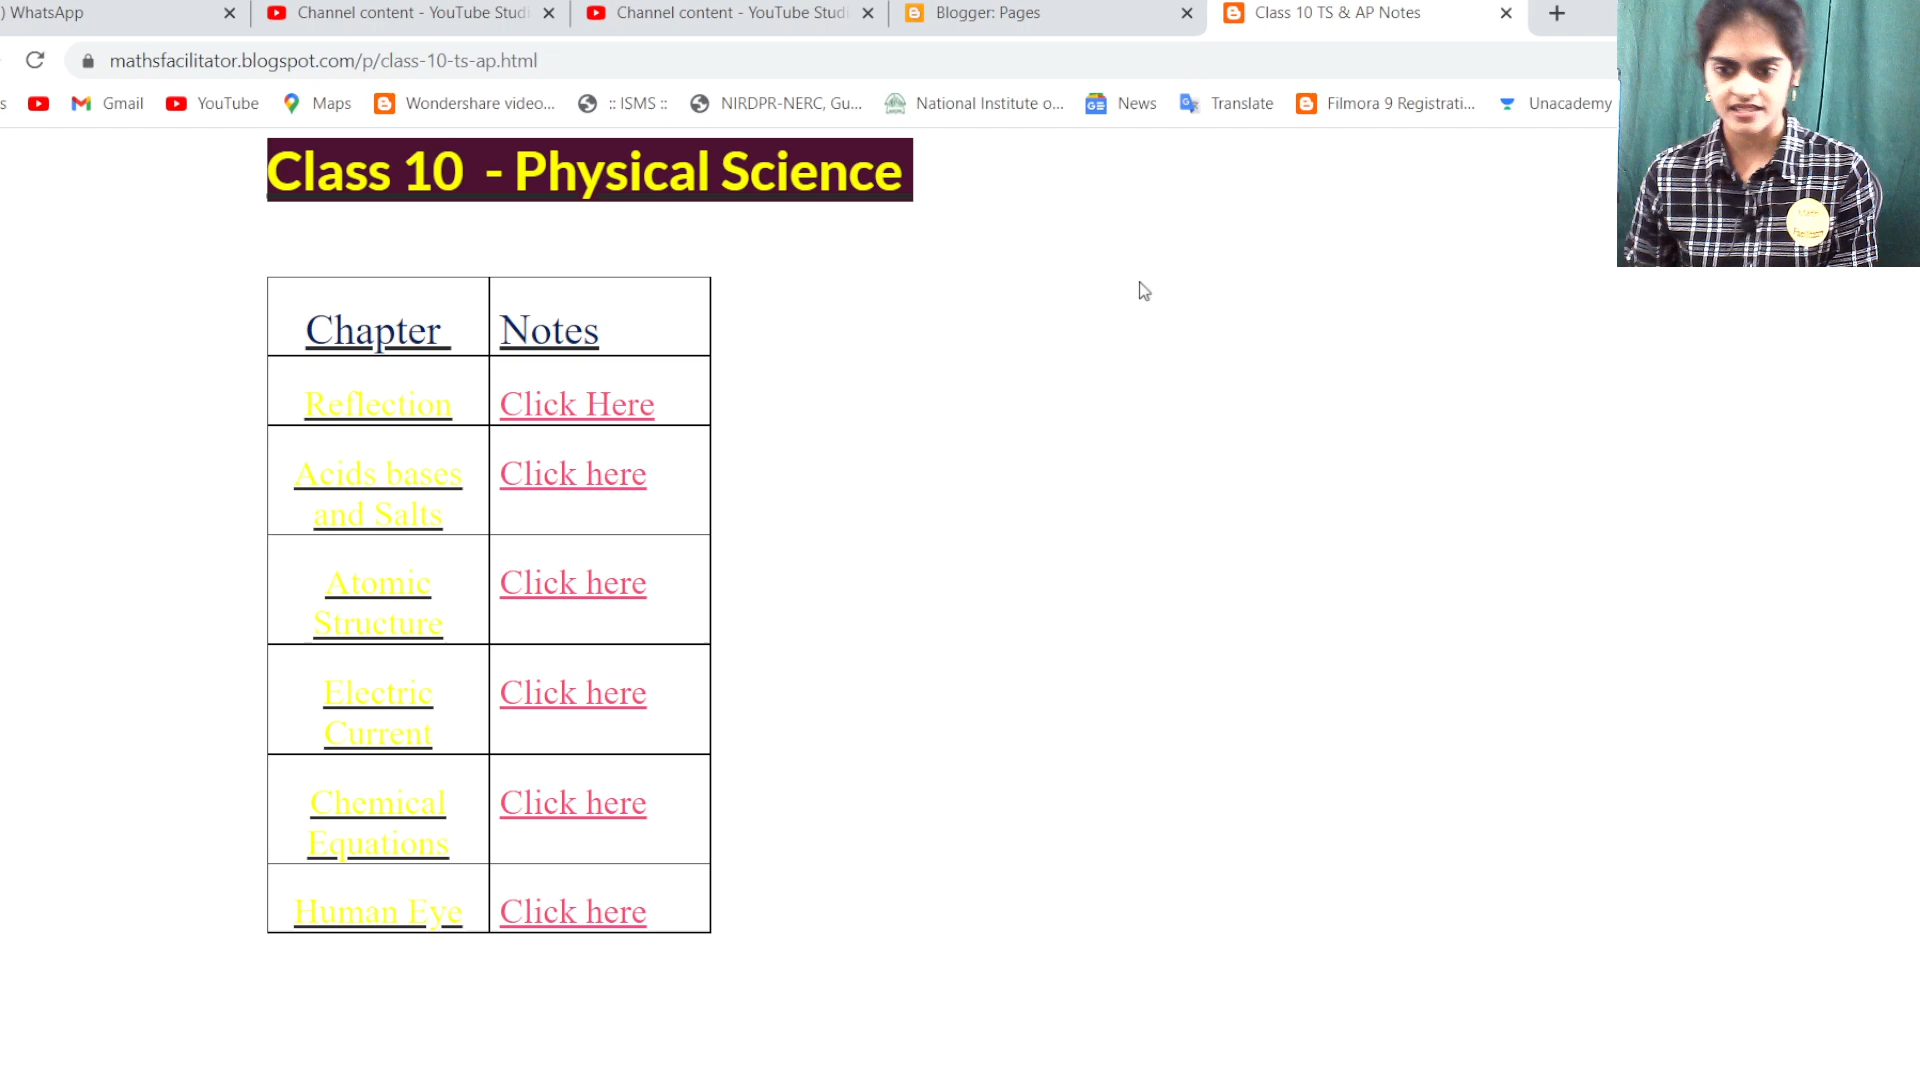 ) WhatsApp
Channel content - YouTube Studi
Channel content - YouTube Studi
Blogger: Pages
Class 10 TS & AP Notes
mathsfacilitator.blogspot.com/p/class-10-ts-ap.html
s
Gmail
YouTube
Maps
Wondershare video...
:: ISMS ::
NIRDPR-NERC, Gu...
National Institute o...
News
Translate
Filmora 9 Registrati...
Unacademy
Class 10 - Physical Science
Chapter
Notes
Reflection
Click Here
Acids bases
and Salts
Click here
Atomic
Structure
Click here
Electric
Current
Click here
Chemical
Equations
Click here
Human Eye
Click here